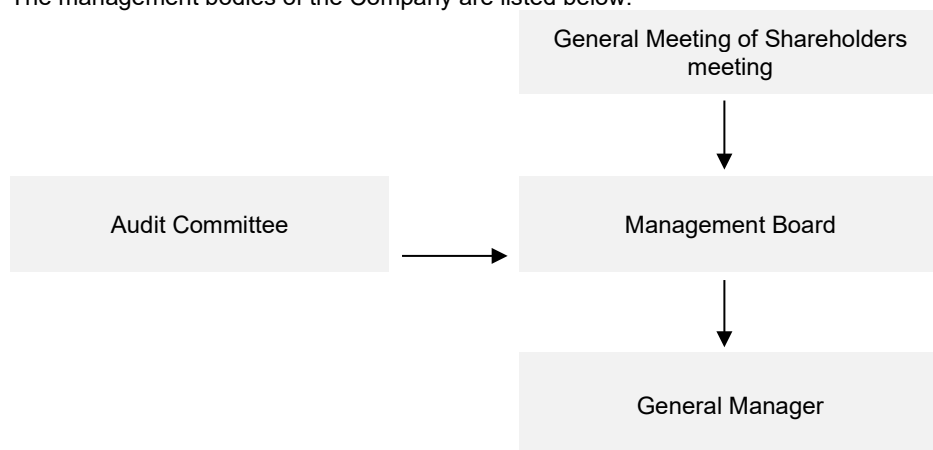 The management bodies of the Company are listed below:
General Meeting of Shareholders
meeting
Audit Committee
Management Board
General Manager